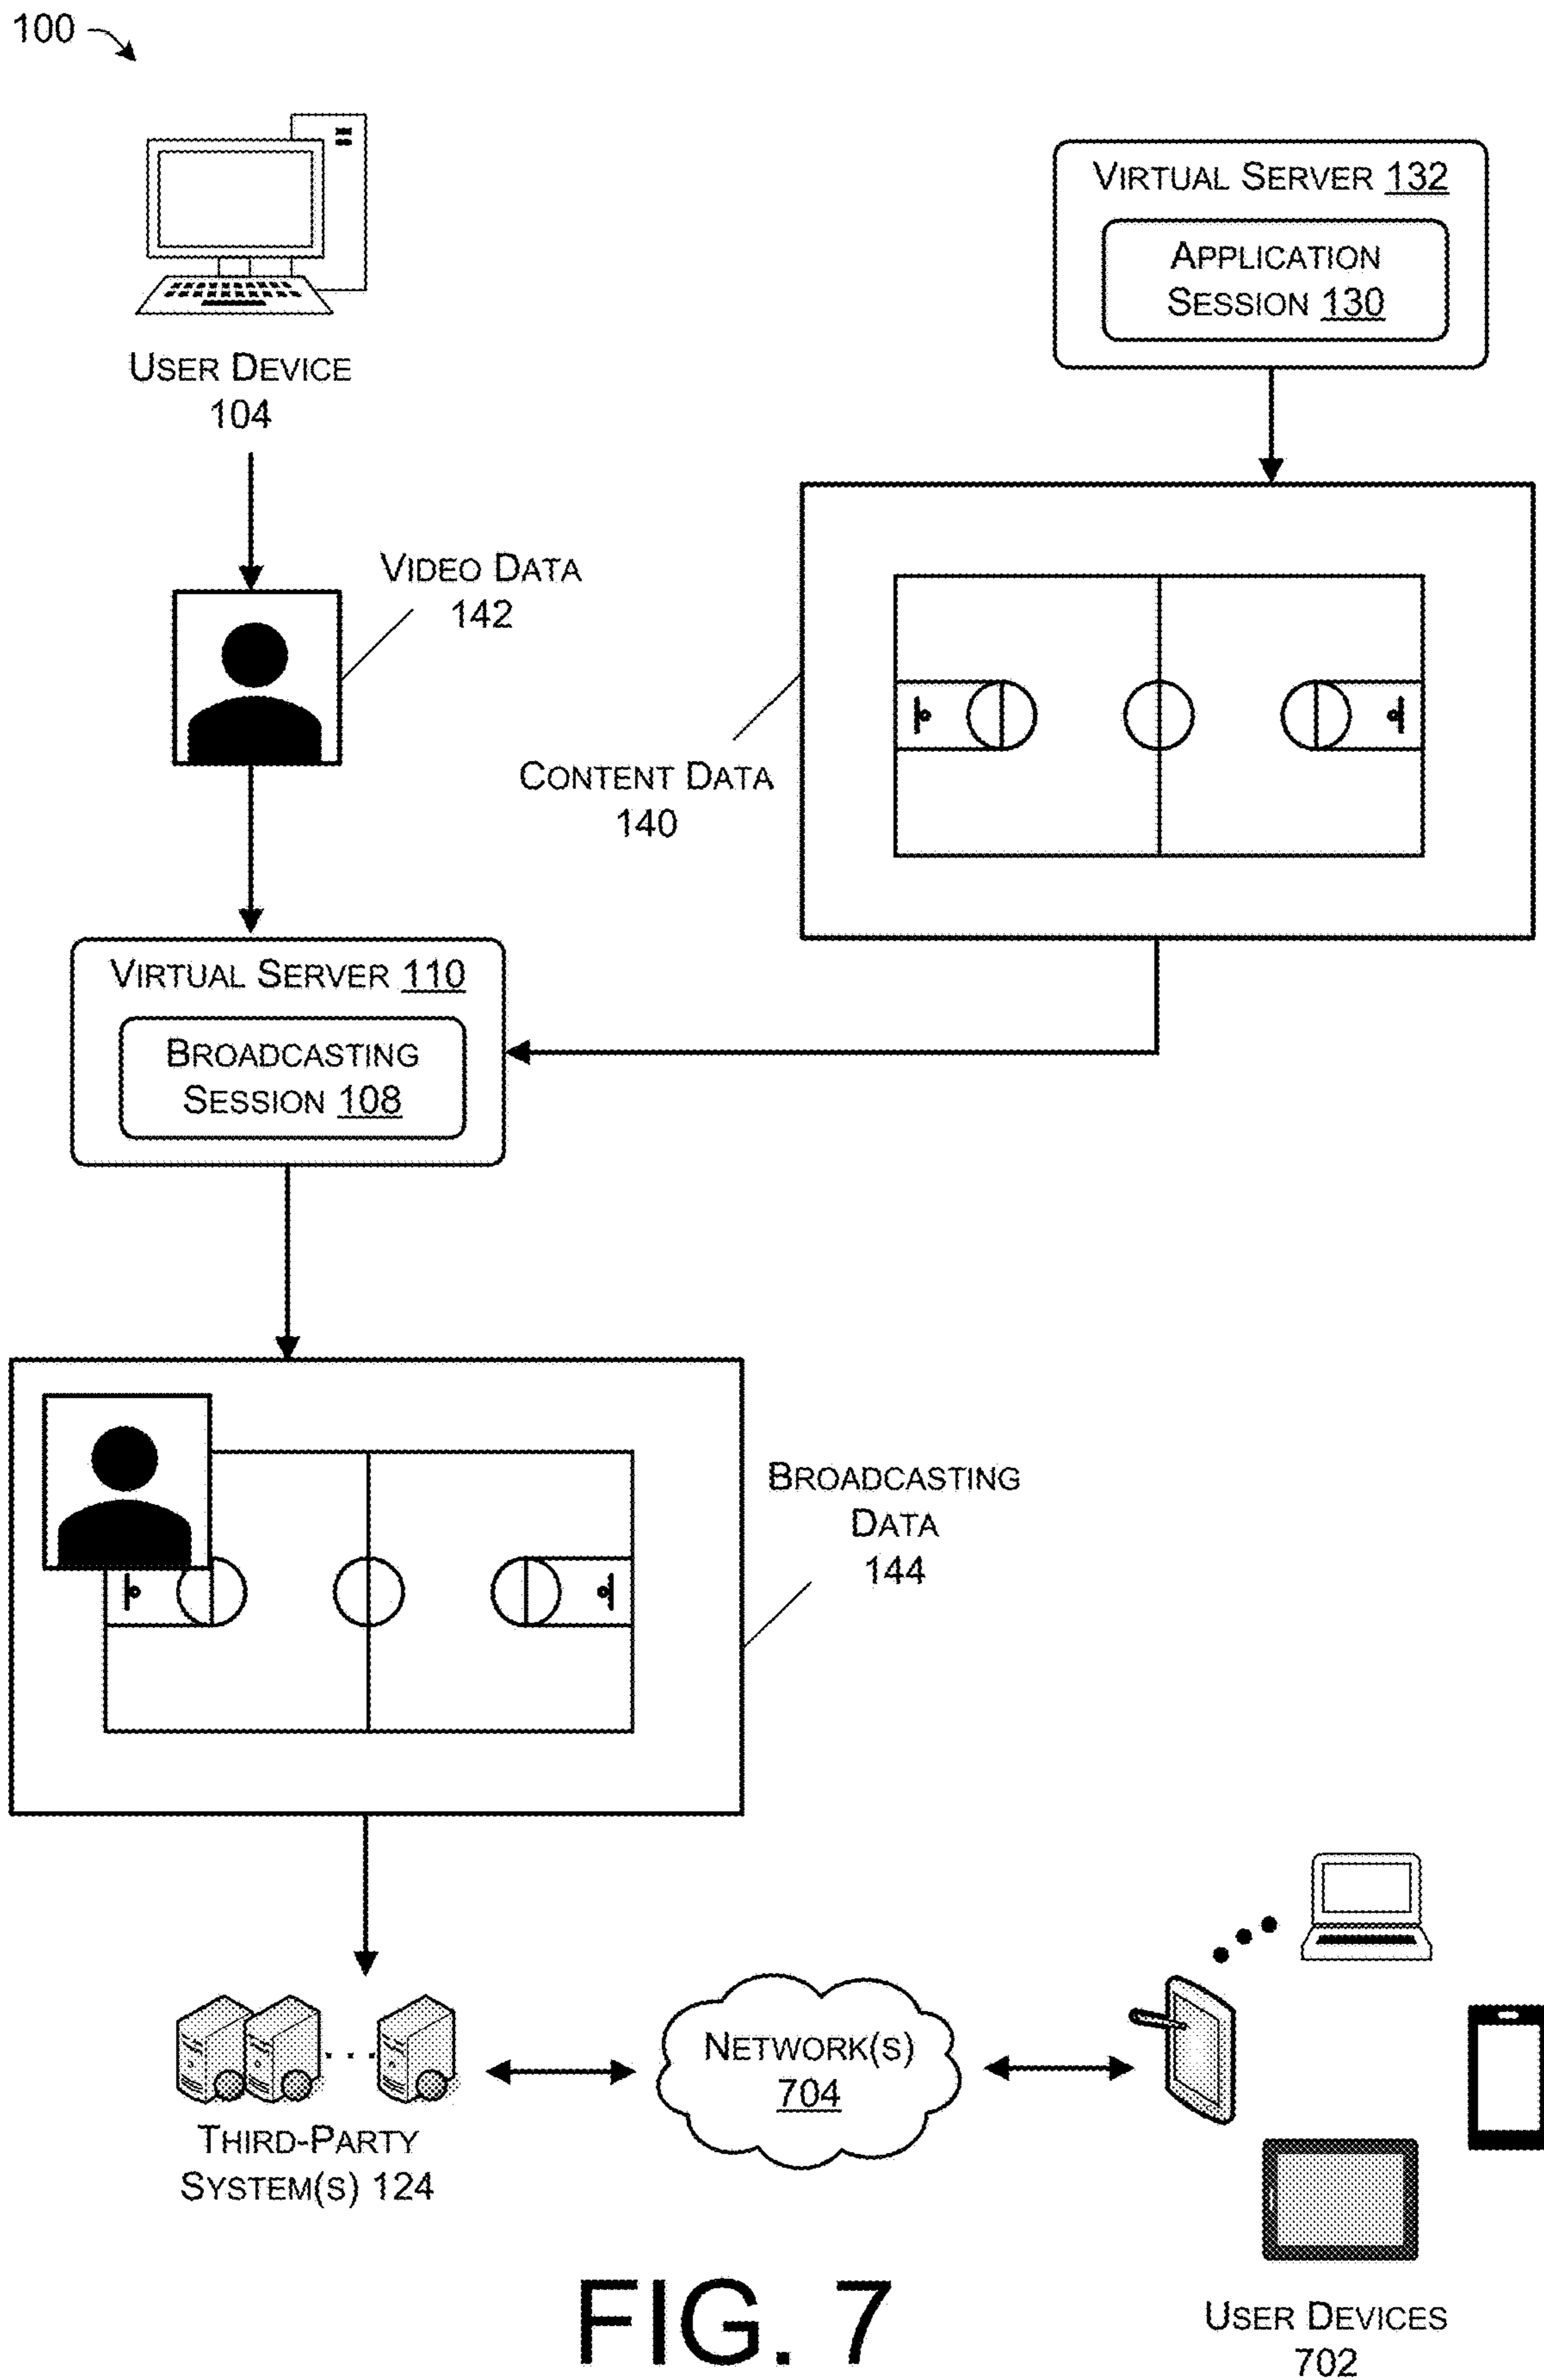 100
VIRTUAL SERVER 132
APPLICATION
SESSION 130
USER DEVICE
104
VIDEO DATA
142
CONTENT DATA
140
VIRTUAL SERVER 110
BROADCASTING
SESSION 108
BROADCASTING
DATA
144
NETWORK(S)
704
THIRD-PARTY
SYSTEM(S) 124
USER DEVICES
702
FIG. 7